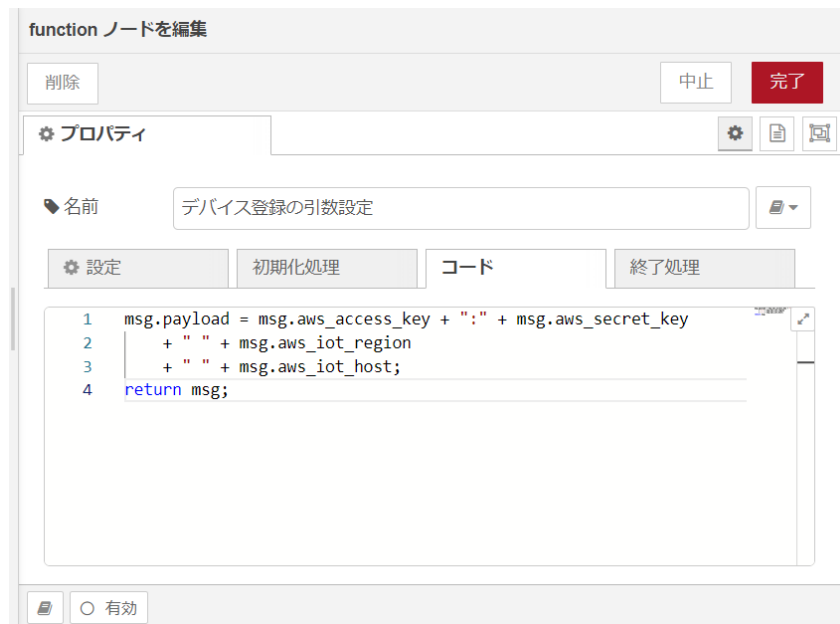 function ノードを編集
削除
中止
完了
プロパティ
名前
デバイス登録の引数設定
設定
初期化処理
コード
終了処理
1 msg.payload = msg.aws_access_key + ":" + msg.aws_secret_key
2 + " " + msg.aws_iot_region
3 + " " + msg.aws_iot_host;
4 return msg;
有効